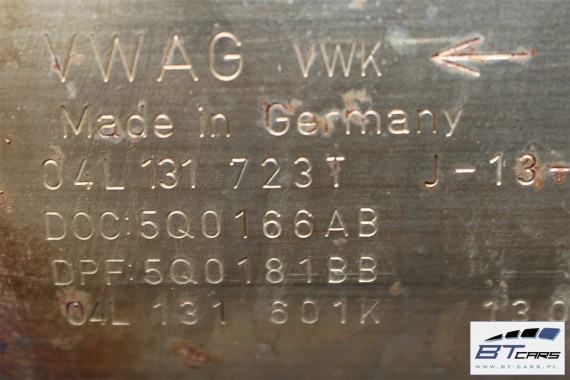 VWAG VWK ←
Made in Germany
04L 131 723T J-13-
DOC:5Q0166AB
DPF:5Q0181BB
04L 131 601K 130
BTCARS
WWW.BT-CARS.PL